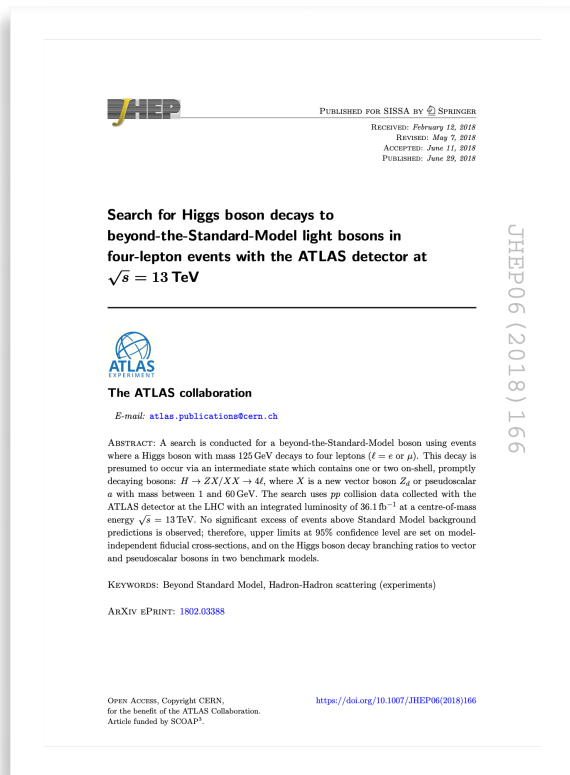 JHEP
Published for SISSA by Springer
Received: February 12, 2018
Revised: May 7, 2018
Accepted: June 11, 2018
Published: June 29, 2018
Search for Higgs boson decays to
beyond-the-Standard-Model light bosons in
four-lepton events with the ATLAS detector at
√s = 13 TeV
ATLAS
EXPERIMENT
The ATLAS collaboration
E-mail: atlas.publications@cern.ch
Abstract: A search is conducted for a beyond-the-Standard-Model boson using events
where a Higgs boson with mass 125 GeV decays to four leptons (ℓ = e or μ). This decay is
presumed to occur via an intermediate state which contains one or two on-shell, promptly
decaying bosons: H → ZX/XX → 4ℓ, where X is a new vector boson Z_d or pseudoscalar
a with mass between 1 and 60 GeV. The search uses pp collision data collected with the
ATLAS detector at the LHC with an integrated luminosity of 36.1 fb⁻¹ at a centre-of-mass
energy √s = 13 TeV. No significant excess of events above Standard Model background
predictions is observed; therefore, upper limits at 95% confidence level are set on model-
independent fiducial cross-sections, and on the Higgs boson decay branching ratios to vector
and pseudoscalar bosons in two benchmark models.
Keywords: Beyond Standard Model, Hadron-Hadron scattering (experiments)
ArXiv ePrint: 1802.03388
Open Access, Copyright CERN,
for the benefit of the ATLAS Collaboration.
Article funded by SCOAP³.
https://doi.org/10.1007/JHEP06(2018)166
JHEP06(2018)166